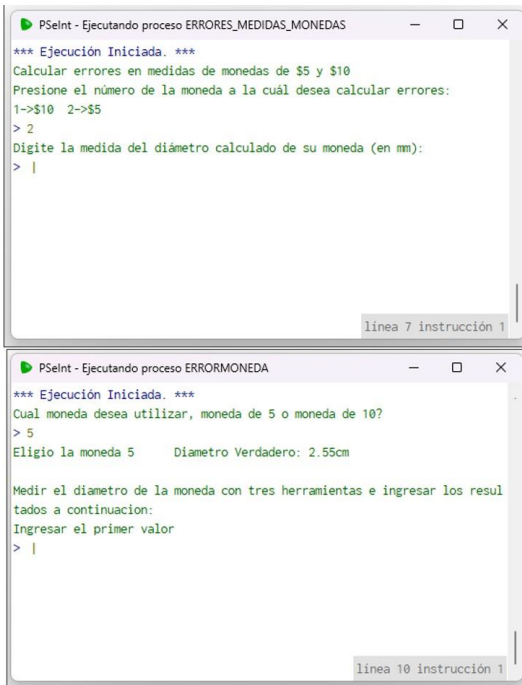 PSeInt - Ejecutando proceso ERRORES_MEDIDAS_MONEDAS
*** Ejecución Iniciada. ***
Calcular errores en medidas de monedas de $5 y $10
Presione el número de la moneda a la cuál desea calcular errores:
1->$10  2->$5
> 2
Digite la medida del diámetro calculado de su moneda (en mm):
> |
línea 7 instrucción 1
PSeInt - Ejecutando proceso ERRORMONEDA
*** Ejecución Iniciada. ***
Cual moneda desea utilizar, moneda de 5 o moneda de 10?
> 5
Eligio la moneda 5     Diametro Verdadero: 2.55cm
Medir el diametro de la moneda con tres herramientas e ingresar los resul
tados a continuacion:
Ingresar el primer valor
> |
línea 10 instrucción 1